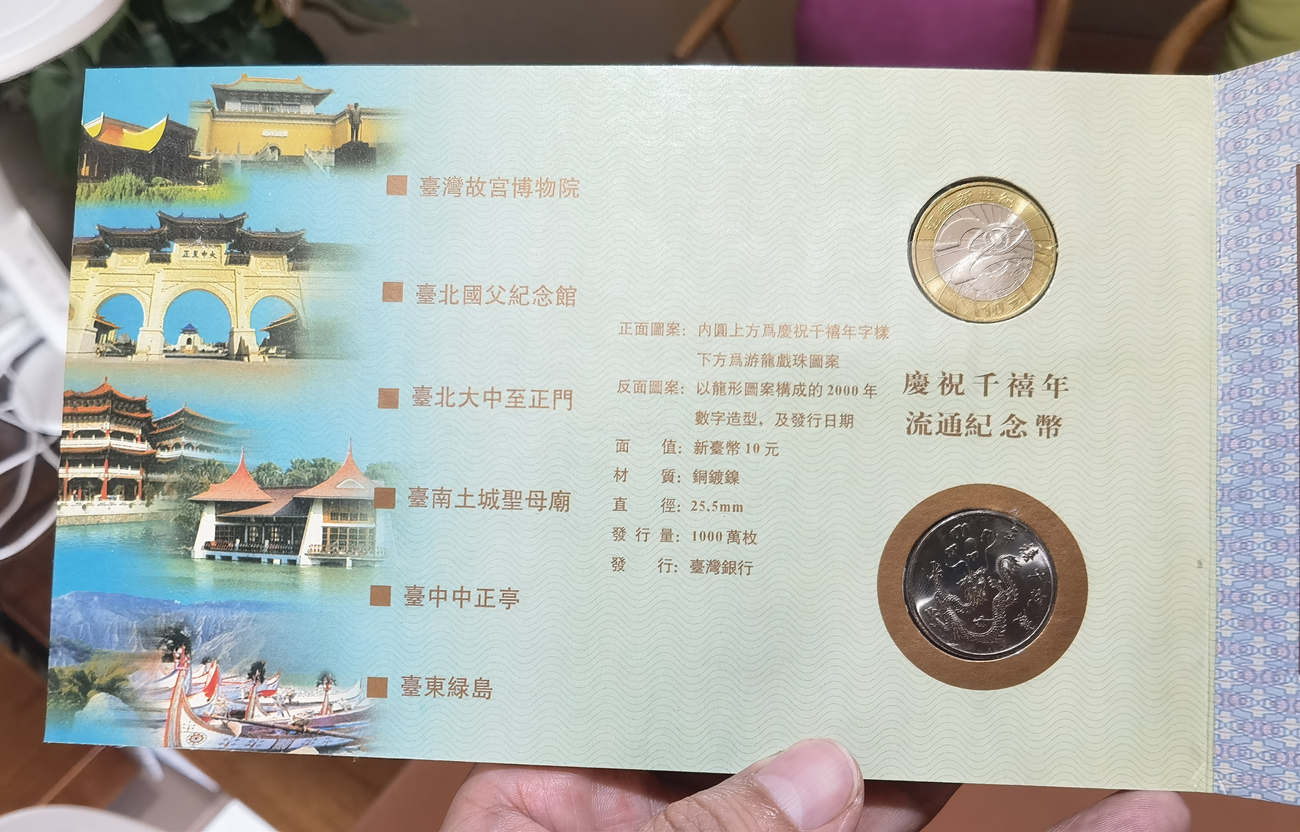 臺灣故宮博物院
臺北國父紀念館
臺北大中至正門
臺南土城聖母廟
臺中中正亭
臺東緑島
正面圖案：内圓上方爲慶祝千禧年字樣
下方爲游龍戲珠圖案
反面圖案：以龍形圖案構成的2000年
數字造型，及發行日期
面 值：新臺幣10元
材 質：銅鍍鎳
直 徑：25.5mm
發行量：1000萬枚
發 行：臺灣銀行
慶祝千禧年
流通紀念幣
正至中大